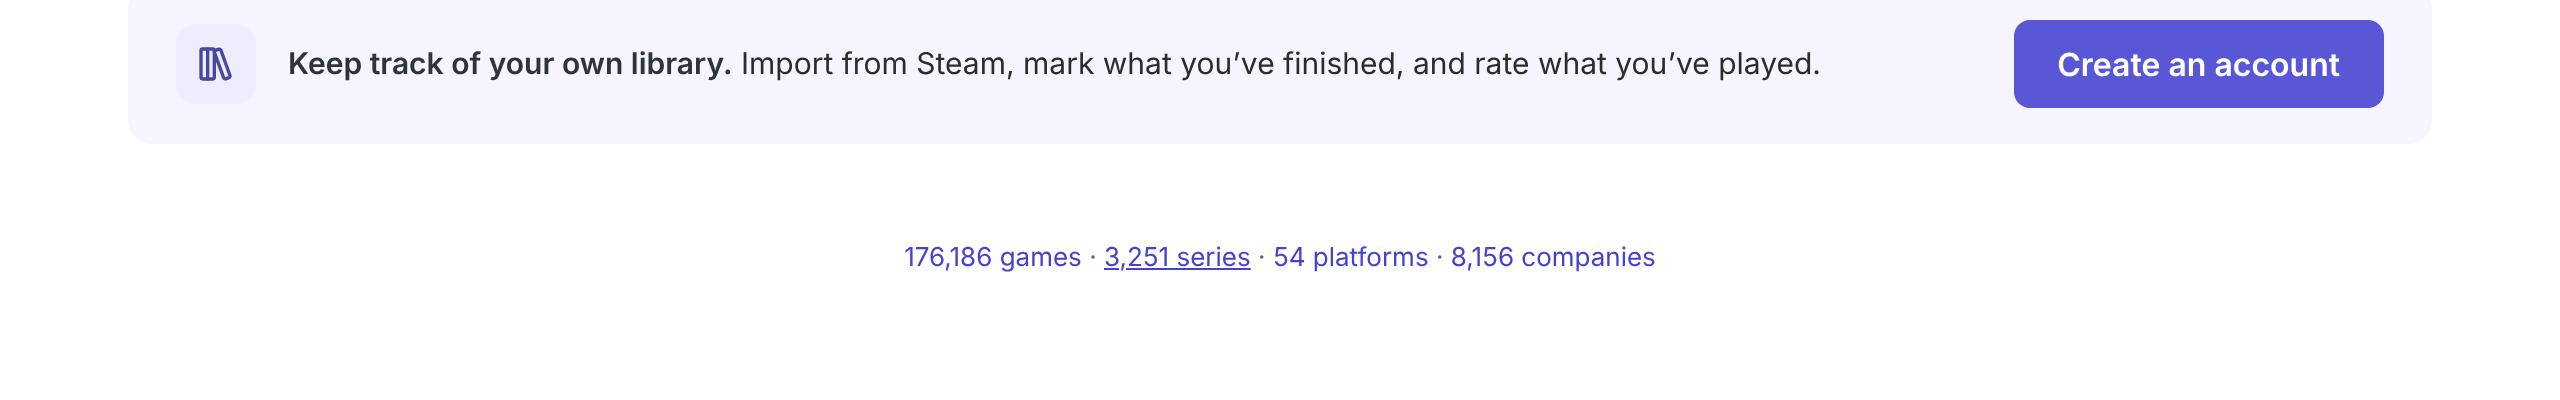 Keep track of your own library. Import from Steam, mark what you’ve finished, and rate what you’ve played.
Create an account
176,186 games · 3,251 series · 54 platforms · 8,156 companies